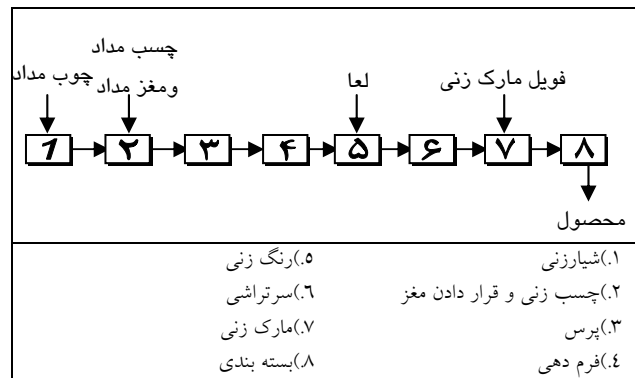 چسب مداد
چوب مداد ومغز مداد لعا فویل مارک زنی
۱ ۲ ۳ ۴ ۵ ۶ ۷ ۸
محصول
۱.)شیارزنی
۲.)چسب زنی و قرار دادن مغز
۳.)پرس
۴.)فرم دهی
۵.)رنگ زنی
۶.)سرتراشی
۷.)مارک زنی
۸.)بسته بندی